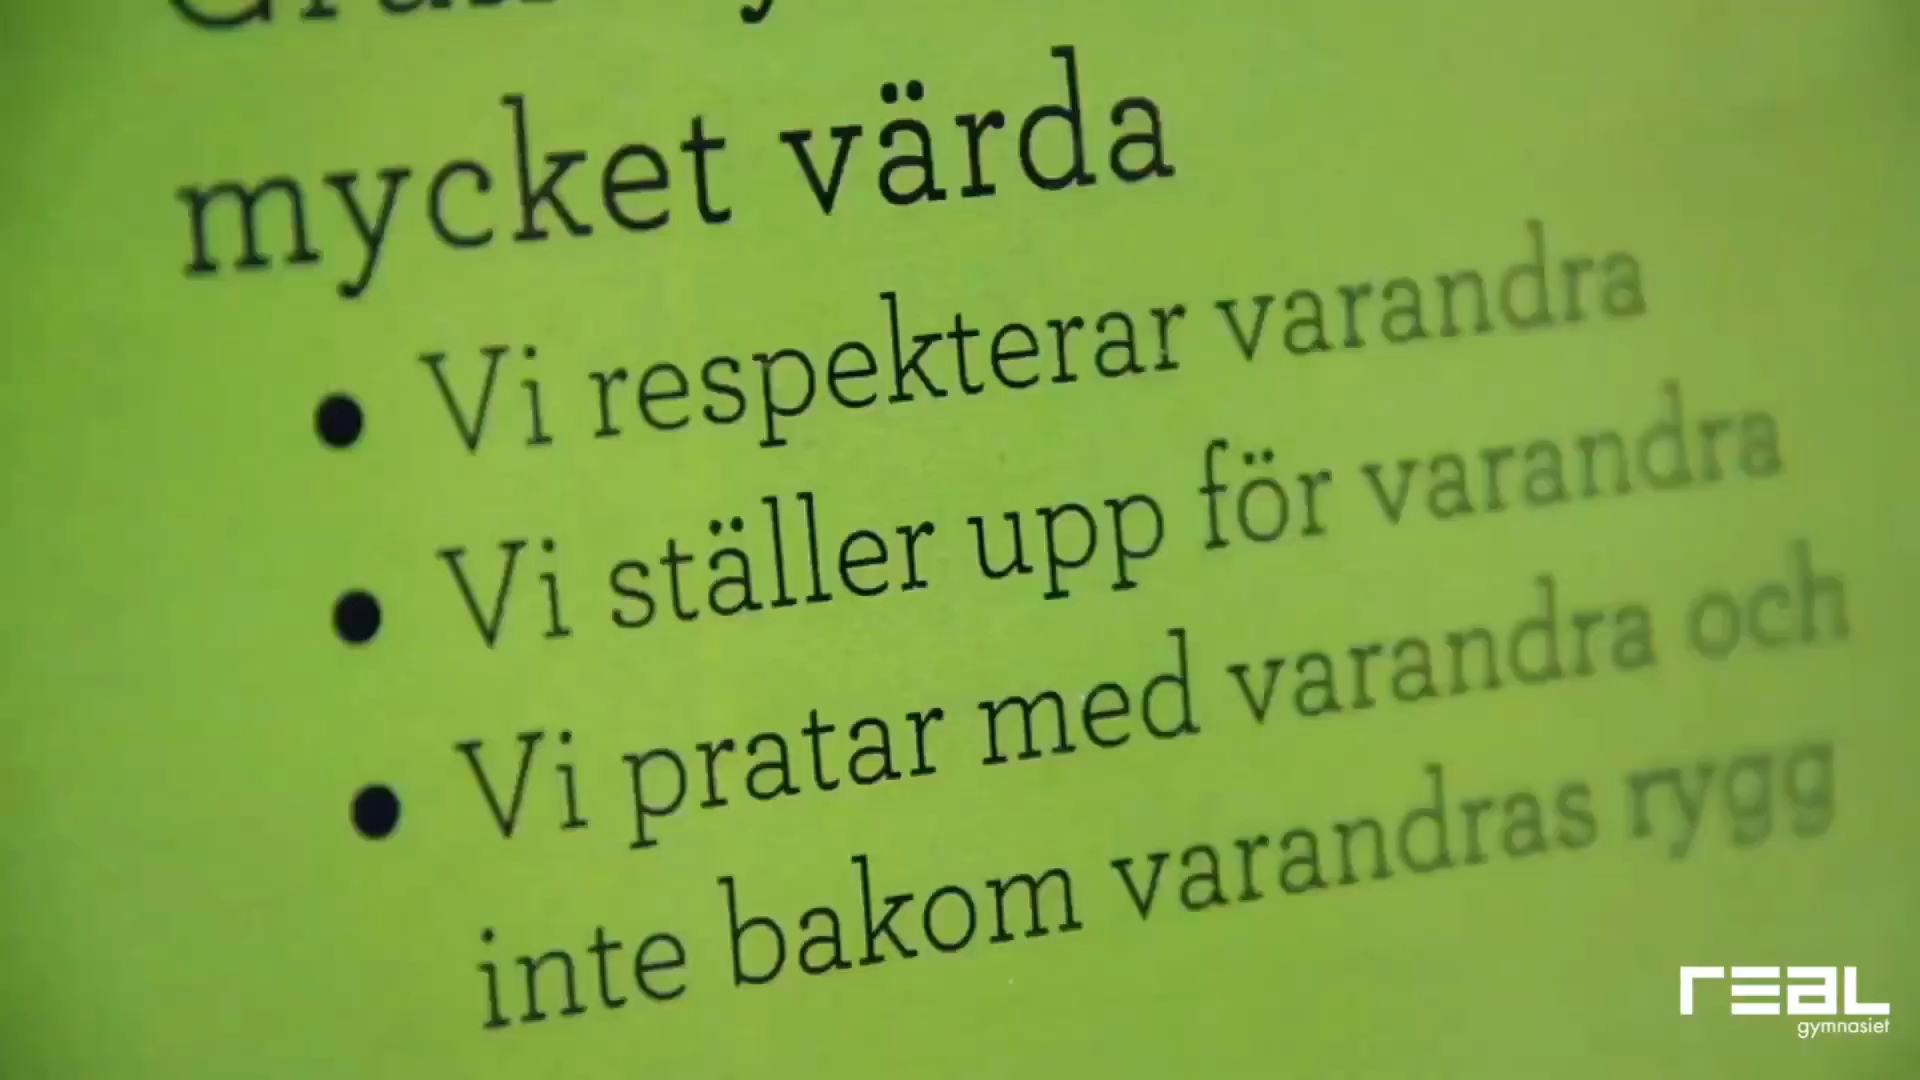 mycket värda
• Vi respekterar varandra
• Vi ställer upp för varandra
• Vi pratar med varandra och
inte bakom varandras rygg
real
gymnasiet